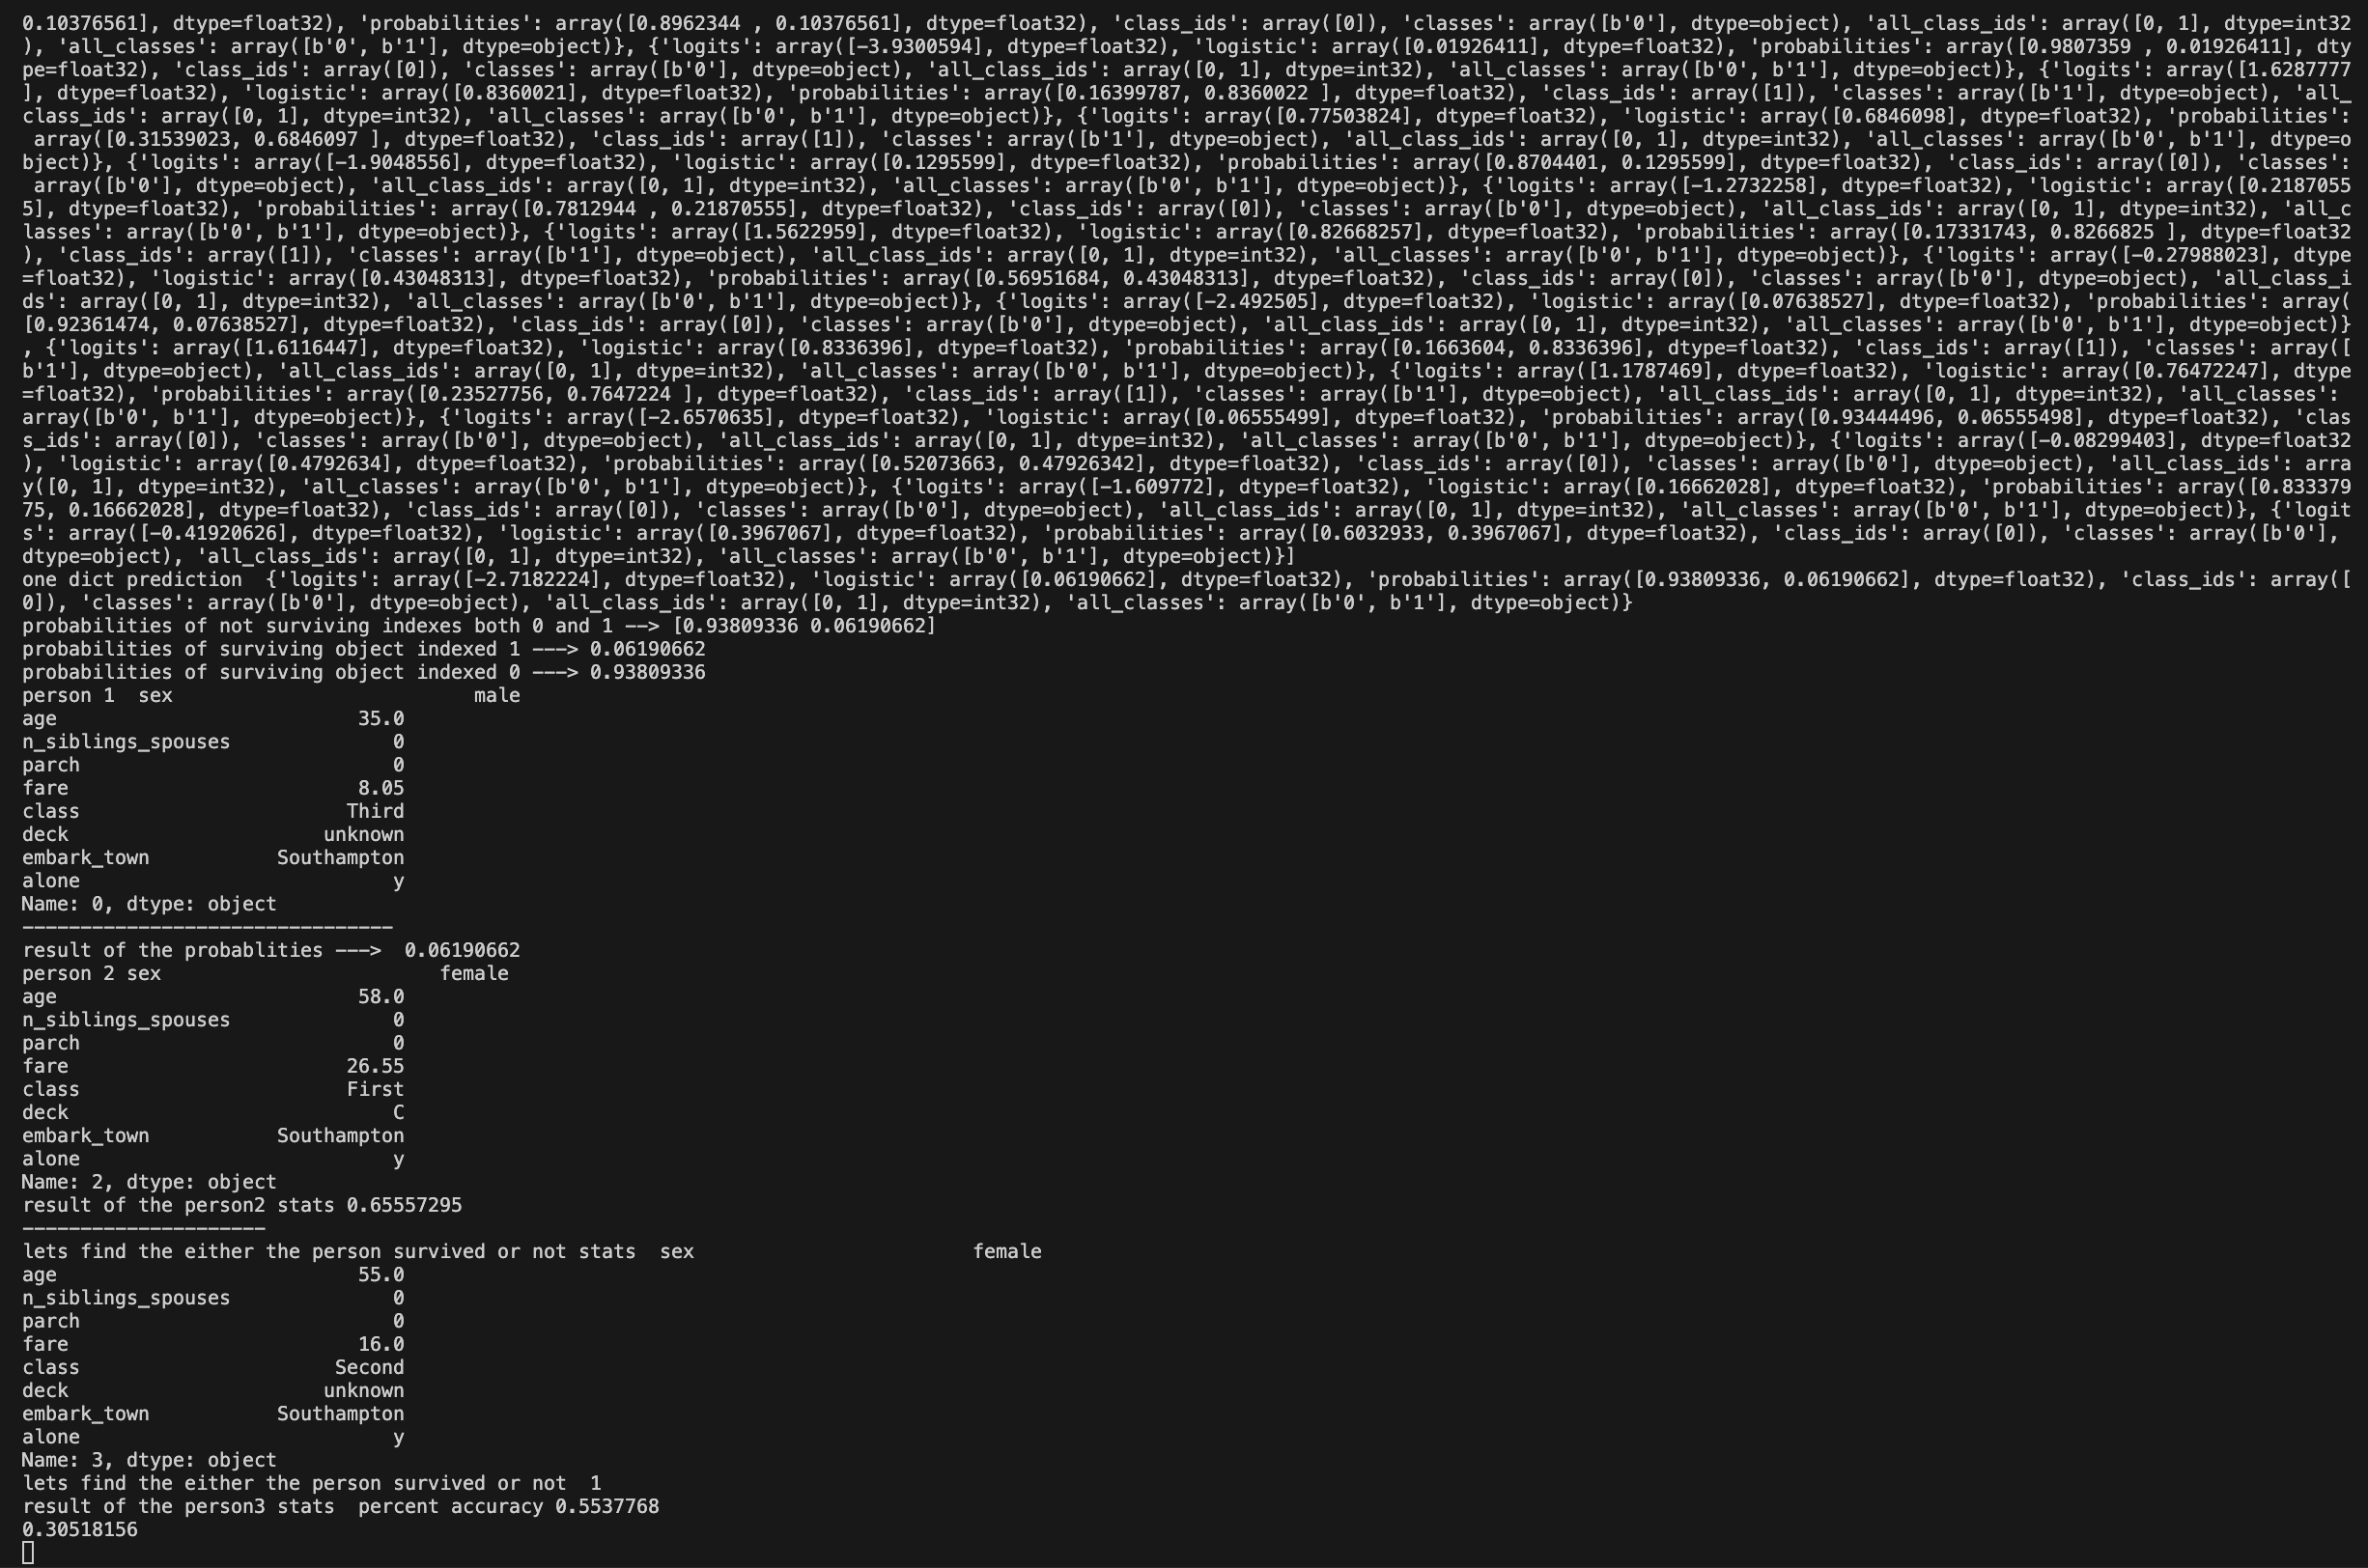 0.10376561], dtype=float32), 'probabilities': array([0.8962344 , 0.10376561], dtype=float32), 'class_ids': array([0]), 'classes': array([b'0'], dtype=object), 'all_class_ids': array([0, 1], dtype=int32
), 'all_classes': array([b'0', b'1'], dtype=object)}, {'logits': array([-3.9300594], dtype=float32), 'logistic': array([0.01926411], dtype=float32), 'probabilities': array([0.9807359 , 0.01926411], dty
pe=float32), 'class_ids': array([0]), 'classes': array([b'0'], dtype=object), 'all_class_ids': array([0, 1], dtype=int32), 'all_classes': array([b'0', b'1'], dtype=object)}, {'logits': array([1.6287777
], dtype=float32), 'logistic': array([0.8360021], dtype=float32), 'probabilities': array([0.16399787, 0.8360022 ], dtype=float32), 'class_ids': array([1]), 'classes': array([b'1'], dtype=object), 'all_
class_ids': array([0, 1], dtype=int32), 'all_classes': array([b'0', b'1'], dtype=object)}, {'logits': array([0.77503824], dtype=float32), 'logistic': array([0.6846098], dtype=float32), 'probabilities':
 array([0.31539023, 0.6846097 ], dtype=float32), 'class_ids': array([1]), 'classes': array([b'1'], dtype=object), 'all_class_ids': array([0, 1], dtype=int32), 'all_classes': array([b'0', b'1'], dtype=o
bject)}, {'logits': array([-1.9048556], dtype=float32), 'logistic': array([0.1295599], dtype=float32), 'probabilities': array([0.8704401, 0.1295599], dtype=float32), 'class_ids': array([0]), 'classes':
 array([b'0'], dtype=object), 'all_class_ids': array([0, 1], dtype=int32), 'all_classes': array([b'0', b'1'], dtype=object)}, {'logits': array([-1.2732258], dtype=float32), 'logistic': array([0.2187055
5], dtype=float32), 'probabilities': array([0.7812944 , 0.21870555], dtype=float32), 'class_ids': array([0]), 'classes': array([b'0'], dtype=object), 'all_class_ids': array([0, 1], dtype=int32), 'all_c
lasses': array([b'0', b'1'], dtype=object)}, {'logits': array([1.5622959], dtype=float32), 'logistic': array([0.82668257], dtype=float32), 'probabilities': array([0.17331743, 0.8266825 ], dtype=float32
), 'class_ids': array([1]), 'classes': array([b'1'], dtype=object), 'all_class_ids': array([0, 1], dtype=int32), 'all_classes': array([b'0', b'1'], dtype=object)}, {'logits': array([-0.27988023], dtype
=float32), 'logistic': array([0.43048313], dtype=float32), 'probabilities': array([0.56951684, 0.43048313], dtype=float32), 'class_ids': array([0]), 'classes': array([b'0'], dtype=object), 'all_class_i
ds': array([0, 1], dtype=int32), 'all_classes': array([b'0', b'1'], dtype=object)}, {'logits': array([-2.492505], dtype=float32), 'logistic': array([0.07638527], dtype=float32), 'probabilities': array(
[0.92361474, 0.07638527], dtype=float32), 'class_ids': array([0]), 'classes': array([b'0'], dtype=object), 'all_class_ids': array([0, 1], dtype=int32), 'all_classes': array([b'0', b'1'], dtype=object)}
, {'logits': array([1.6116447], dtype=float32), 'logistic': array([0.8336396], dtype=float32), 'probabilities': array([0.1663604, 0.8336396], dtype=float32), 'class_ids': array([1]), 'classes': array([
b'1'], dtype=object), 'all_class_ids': array([0, 1], dtype=int32), 'all_classes': array([b'0', b'1'], dtype=object)}, {'logits': array([1.1787469], dtype=float32), 'logistic': array([0.76472247], dtype
=float32), 'probabilities': array([0.23527756, 0.7647224 ], dtype=float32), 'class_ids': array([1]), 'classes': array([b'1'], dtype=object), 'all_class_ids': array([0, 1], dtype=int32), 'all_classes':
array([b'0', b'1'], dtype=object)}, {'logits': array([-2.6570635], dtype=float32), 'logistic': array([0.06555499], dtype=float32), 'probabilities': array([0.93444496, 0.06555498], dtype=float32), 'clas
s_ids': array([0]), 'classes': array([b'0'], dtype=object), 'all_class_ids': array([0, 1], dtype=int32), 'all_classes': array([b'0', b'1'], dtype=object)}, {'logits': array([-0.08299403], dtype=float32
), 'logistic': array([0.4792634], dtype=float32), 'probabilities': array([0.52073663, 0.47926342], dtype=float32), 'class_ids': array([0]), 'classes': array([b'0'], dtype=object), 'all_class_ids': arra
y([0, 1], dtype=int32), 'all_classes': array([b'0', b'1'], dtype=object)}, {'logits': array([-1.609772], dtype=float32), 'logistic': array([0.16662028], dtype=float32), 'probabilities': array([0.833379
75, 0.16662028], dtype=float32), 'class_ids': array([0]), 'classes': array([b'0'], dtype=object), 'all_class_ids': array([0, 1], dtype=int32), 'all_classes': array([b'0', b'1'], dtype=object)}, {'logit
s': array([-0.41920626], dtype=float32), 'logistic': array([0.3967067], dtype=float32), 'probabilities': array([0.6032933, 0.3967067], dtype=float32), 'class_ids': array([0]), 'classes': array([b'0'],
dtype=object), 'all_class_ids': array([0, 1], dtype=int32), 'all_classes': array([b'0', b'1'], dtype=object)}]
one dict prediction  {'logits': array([-2.7182224], dtype=float32), 'logistic': array([0.06190662], dtype=float32), 'probabilities': array([0.93809336, 0.06190662], dtype=float32), 'class_ids': array([
0]), 'classes': array([b'0'], dtype=object), 'all_class_ids': array([0, 1], dtype=int32), 'all_classes': array([b'0', b'1'], dtype=object)}
probabilities of not surviving indexes both 0 and 1 --> [0.93809336 0.06190662]
probabilities of surviving object indexed 1 ---> 0.06190662
probabilities of surviving object indexed 0 ---> 0.93809336
person 1  sex                          male
age                          35.0
n_siblings_spouses              0
parch                           0
fare                         8.05
class                       Third
deck                      unknown
embark_town           Southampton
alone                           y
Name: 0, dtype: object
--------------------------------
result of the probablities --->  0.06190662
person 2 sex                        female
age                          58.0
n_siblings_spouses              0
parch                           0
fare                        26.55
class                       First
deck                            C
embark_town           Southampton
alone                           y
Name: 2, dtype: object
result of the person2 stats 0.65557295
---------------------
lets find the either the person survived or not stats  sex                        female
age                          55.0
n_siblings_spouses              0
parch                           0
fare                         16.0
class                      Second
deck                      unknown
embark_town           Southampton
alone                           y
Name: 3, dtype: object
lets find the either the person survived or not  1
result of the person3 stats  percent accuracy 0.5537768
0.30518156